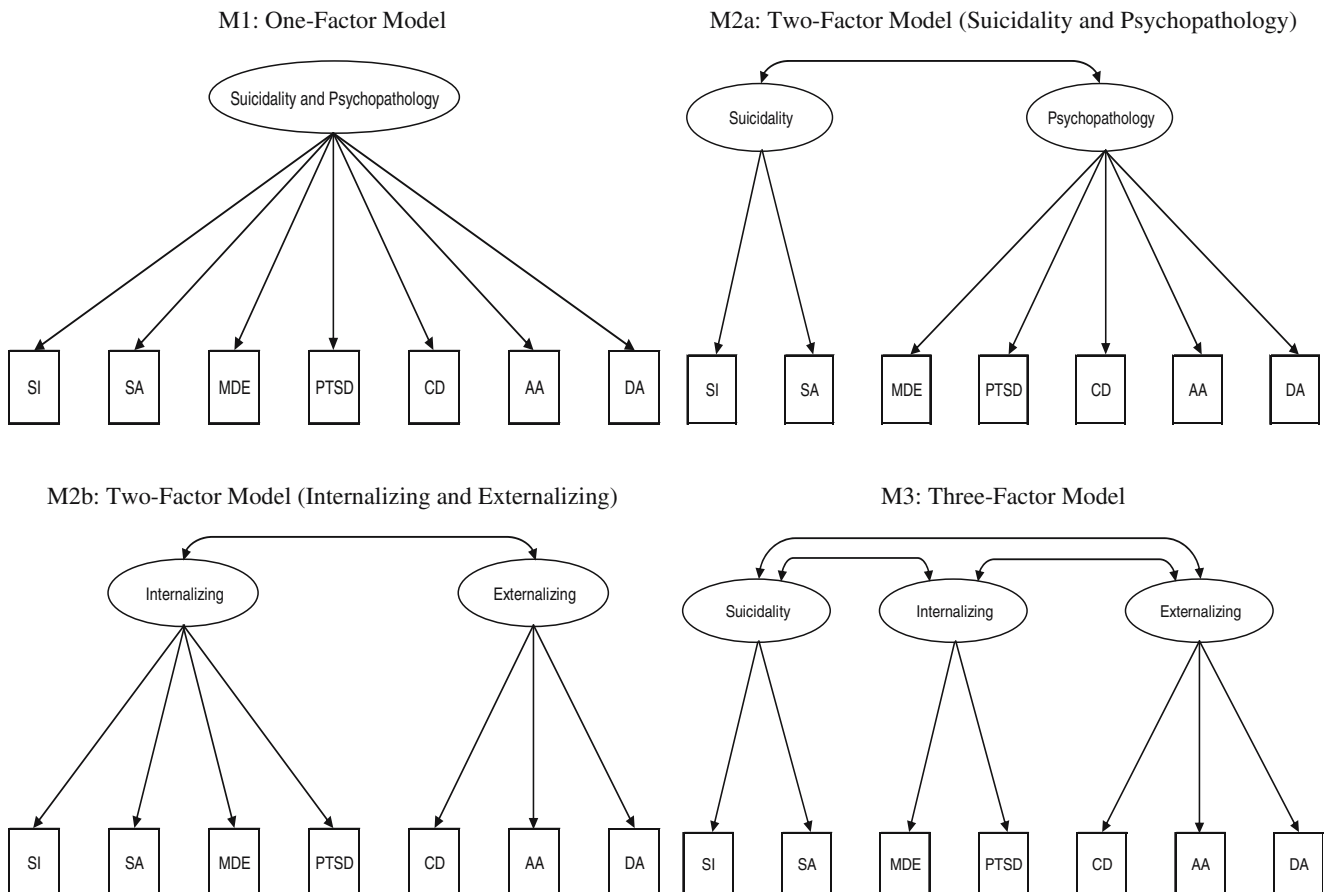 M1: One-Factor Model
Suicidality and Psychopathology
SI SA MDE PTSD CD AA DA
M2a: Two-Factor Model (Suicidality and Psychopathology)
Suicidality Psychopathology
SI SA MDE PTSD CD AA DA
M2b: Two-Factor Model (Internalizing and Externalizing)
Internalizing Externalizing
SI SA MDE PTSD CD AA DA
M3: Three-Factor Model
Suicidality Internalizing Externalizing
SI SA MDE PTSD CD AA DA